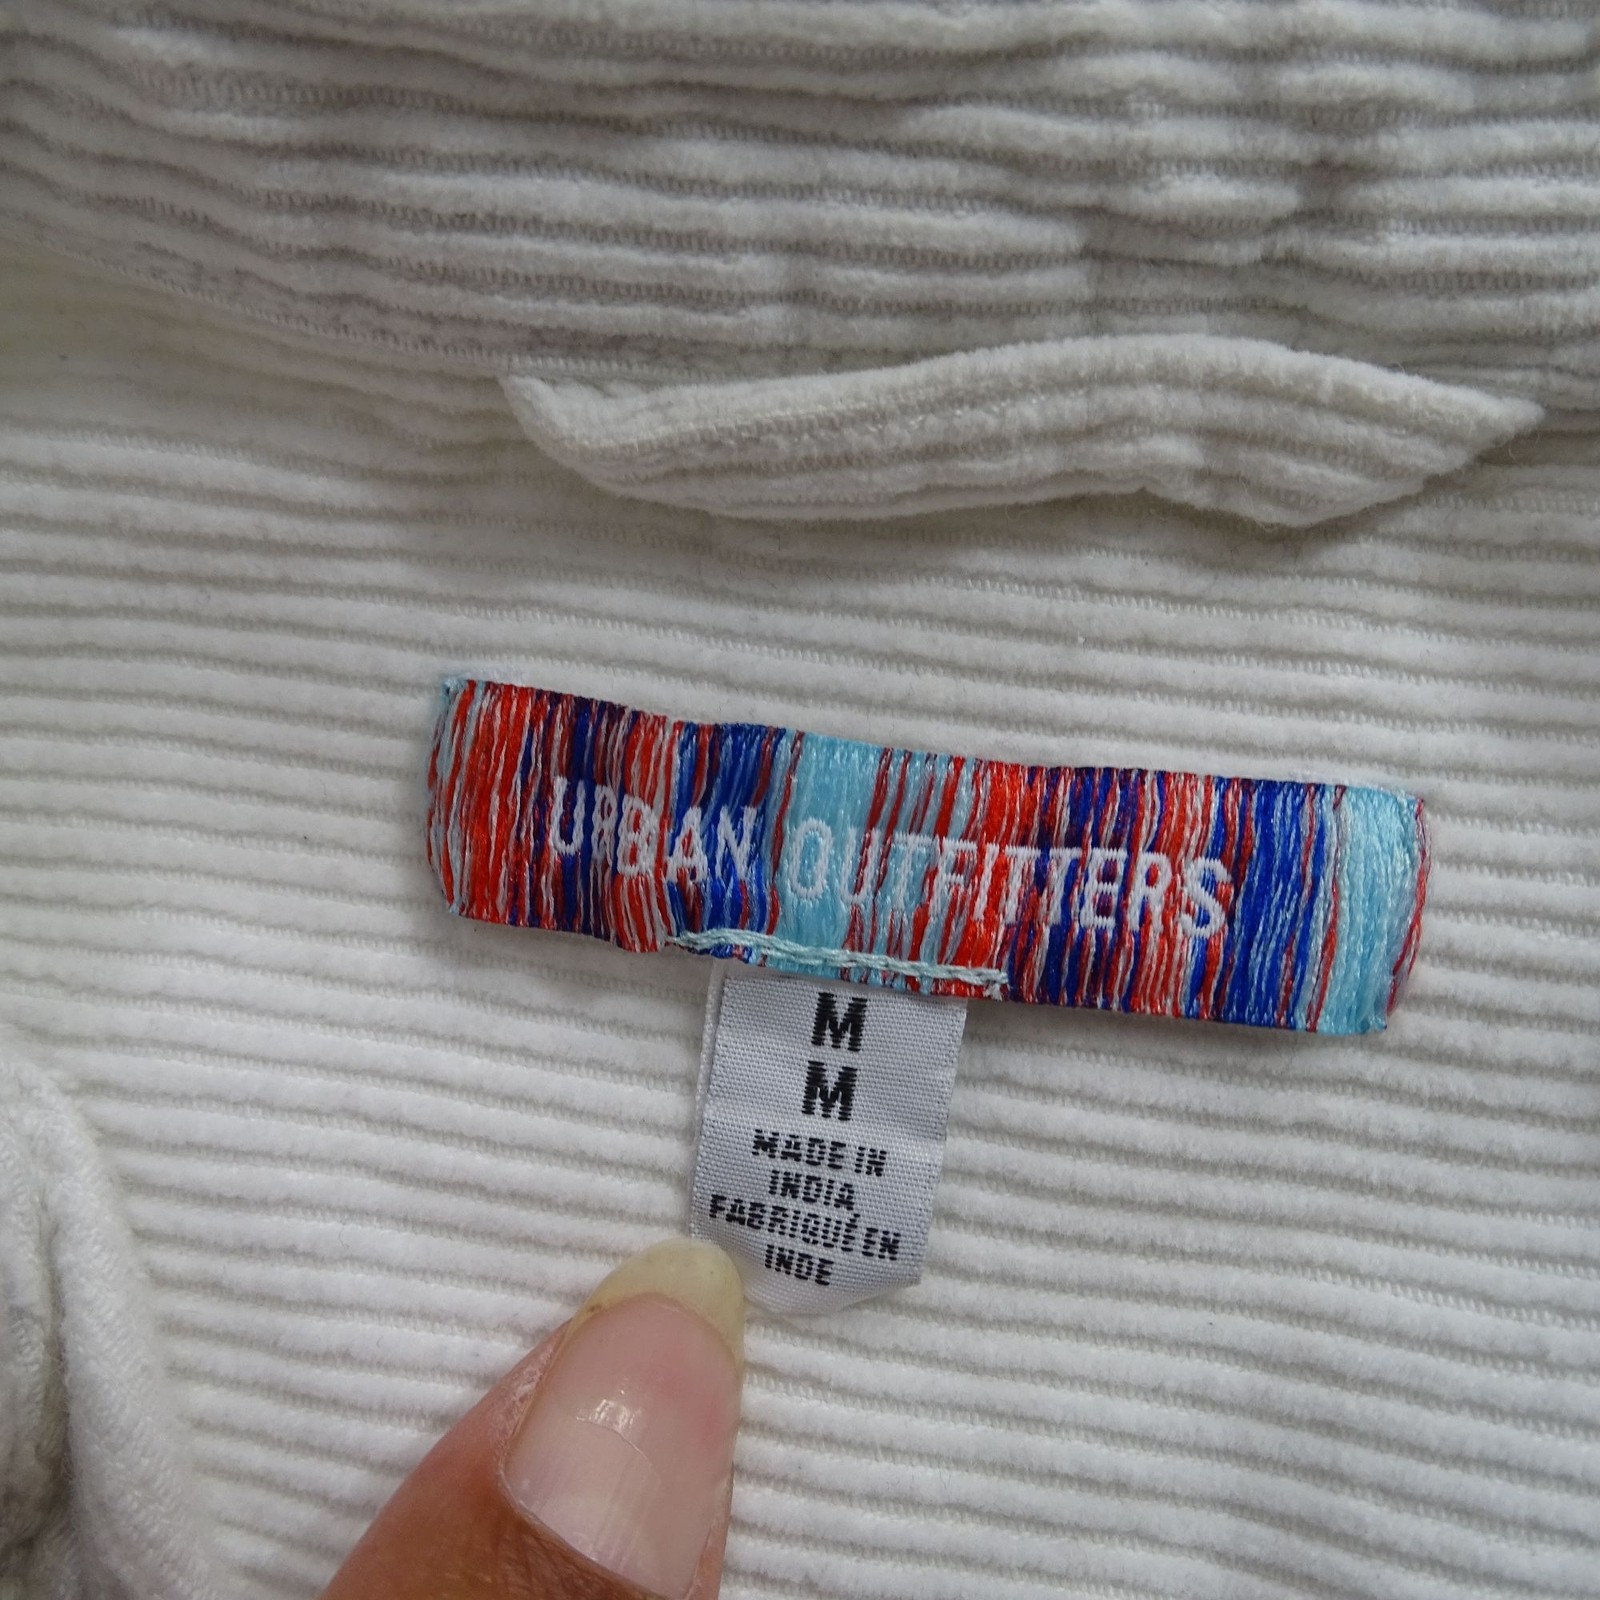 URBAN OUTFITTERS
M
M
MADE IN
INDIA,
FABRIQUÉ EN
INDE